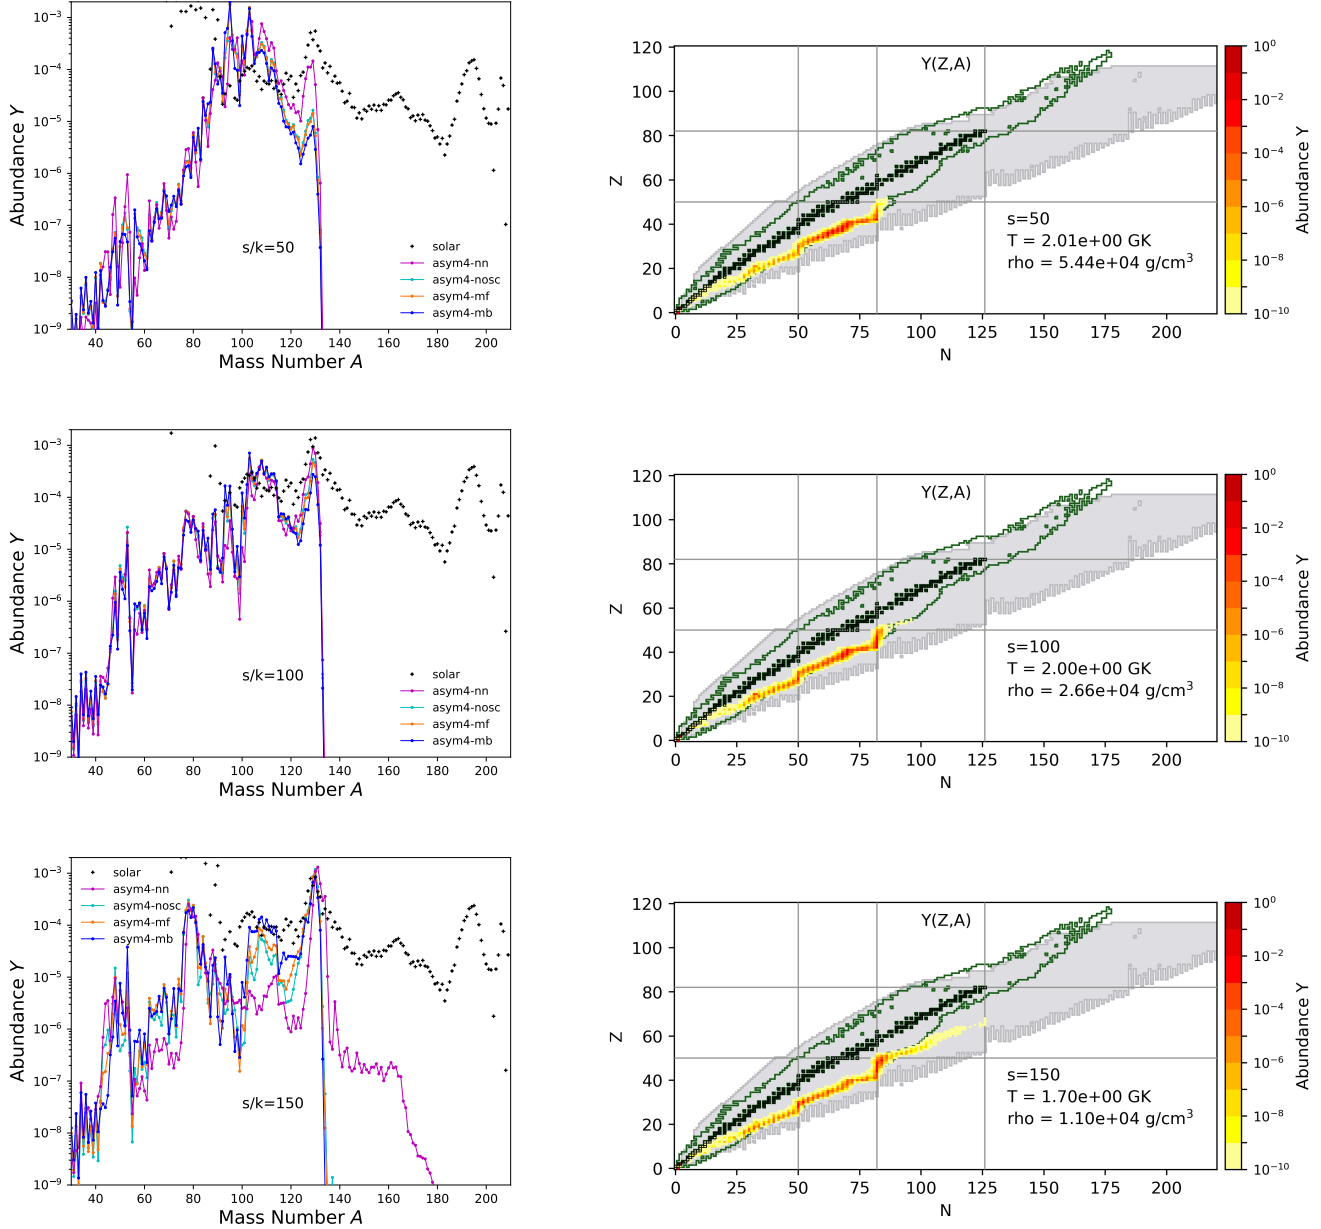 10⁻³
10⁻⁴
10⁻⁵
10⁻⁶
10⁻⁷
10⁻⁸
10⁻⁹
Abundance Y
s/k=50
solar
asym4-nn
asym4-nosc
asym4-mf
asym4-mb
40 60 80 100 120 140 160 180 200
Mass Number A
120
100
80
60
40
20
0
Z
Y(Z,A)
s=50
T = 2.01e+00 GK
rho = 5.44e+04 g/cm³
0 25 50 75 100 125 150 175 200
N
10⁰
10⁻²
10⁻⁴
10⁻⁶
10⁻⁸
10⁻¹⁰
Abundance Y
10⁻³
10⁻⁴
10⁻⁵
10⁻⁶
10⁻⁷
10⁻⁸
10⁻⁹
Abundance Y
s/k=100
solar
asym4-nn
asym4-nosc
asym4-mf
asym4-mb
40 60 80 100 120 140 160 180 200
Mass Number A
120
100
80
60
40
20
0
Z
Y(Z,A)
s=100
T = 2.00e+00 GK
rho = 2.66e+04 g/cm³
0 25 50 75 100 125 150 175 200
N
10⁰
10⁻²
10⁻⁴
10⁻⁶
10⁻⁸
10⁻¹⁰
Abundance Y
10⁻³
10⁻⁴
10⁻⁵
10⁻⁶
10⁻⁷
10⁻⁸
10⁻⁹
Abundance Y
solar
asym4-nn
asym4-nosc
asym4-mf
asym4-mb
s/k=150
40 60 80 100 120 140 160 180 200
Mass Number A
120
100
80
60
40
20
0
Z
Y(Z,A)
s=150
T = 1.70e+00 GK
rho = 1.10e+04 g/cm³
0 25 50 75 100 125 150 175 200
N
10⁰
10⁻²
10⁻⁴
10⁻⁶
10⁻⁸
10⁻¹⁰
Abundance Y